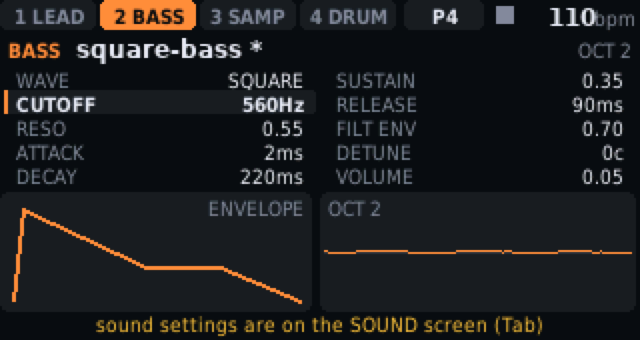 1 LEAD 2 BASS 3 SAMP 4 DRUM P4 110bpm
BASS square-bass * OCT 2
WAVE SQUARE SUSTAIN 0.35
CUTOFF 560Hz RELEASE 90ms
RESO 0.55 FILT ENV 0.70
ATTACK 2ms DETUNE 0c
DECAY 220ms VOLUME 0.05
ENVELOPE OCT 2
sound settings are on the SOUND screen (Tab)